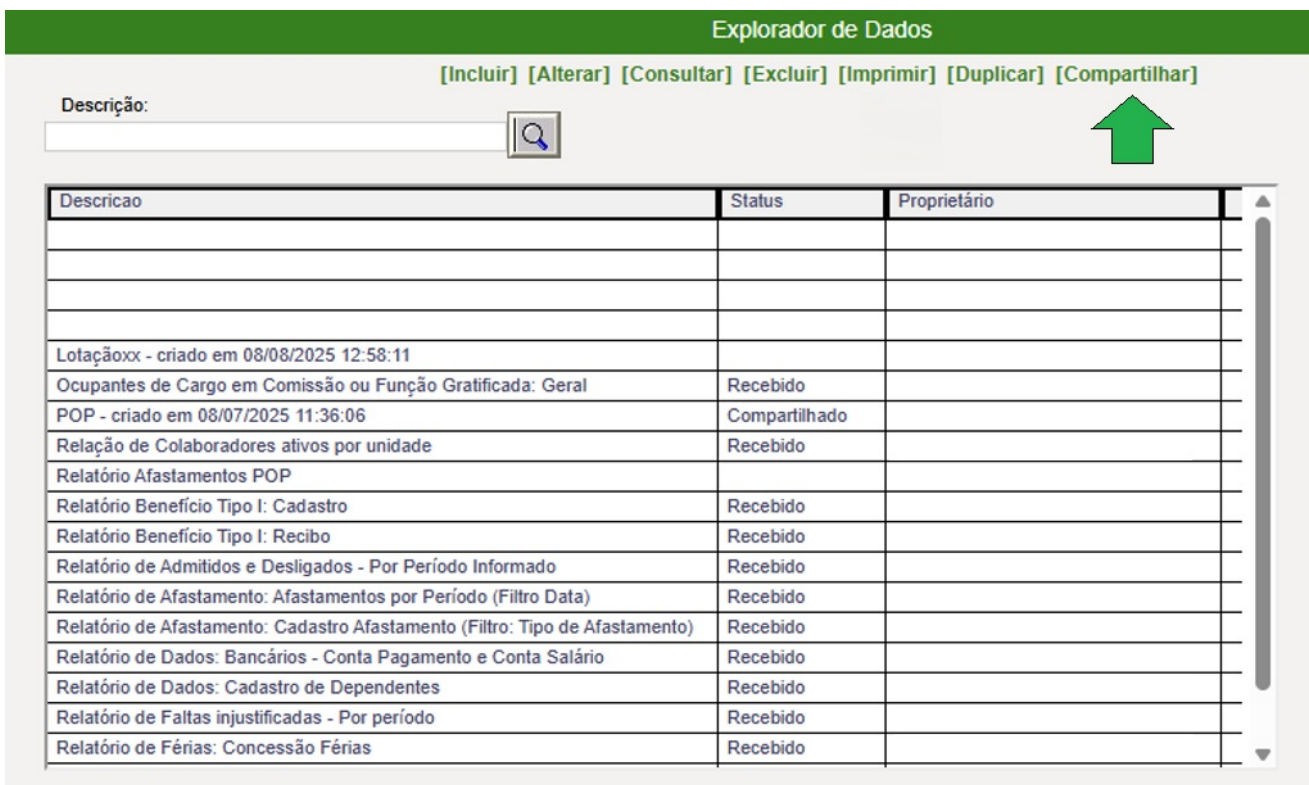 Explorador de Dados
[Incluir] [Alterar] [Consultar] [Excluir] [Imprimir] [Duplicar] [Compartilhar]
Descrição:
Descricao Status Proprietário
Lotaçãoxx - criado em 08/08/2025 12:58:11
Ocupantes de Cargo em Comissão ou Função Gratificada: Geral Recebido
POP - criado em 08/07/2025 11:36:06 Compartilhado
Relação de Colaboradores ativos por unidade Recebido
Relatório Afastamentos POP
Relatório Benefício Tipo I: Cadastro Recebido
Relatório Benefício Tipo I: Recibo Recebido
Relatório de Admitidos e Desligados - Por Período Informado Recebido
Relatório de Afastamento: Afastamentos por Período (Filtro Data) Recebido
Relatório de Afastamento: Cadastro Afastamento (Filtro: Tipo de Afastamento) Recebido
Relatório de Dados: Bancários - Conta Pagamento e Conta Salário Recebido
Relatório de Dados: Cadastro de Dependentes Recebido
Relatório de Faltas injustificadas - Por período Recebido
Relatório de Férias: Concessão Férias Recebido